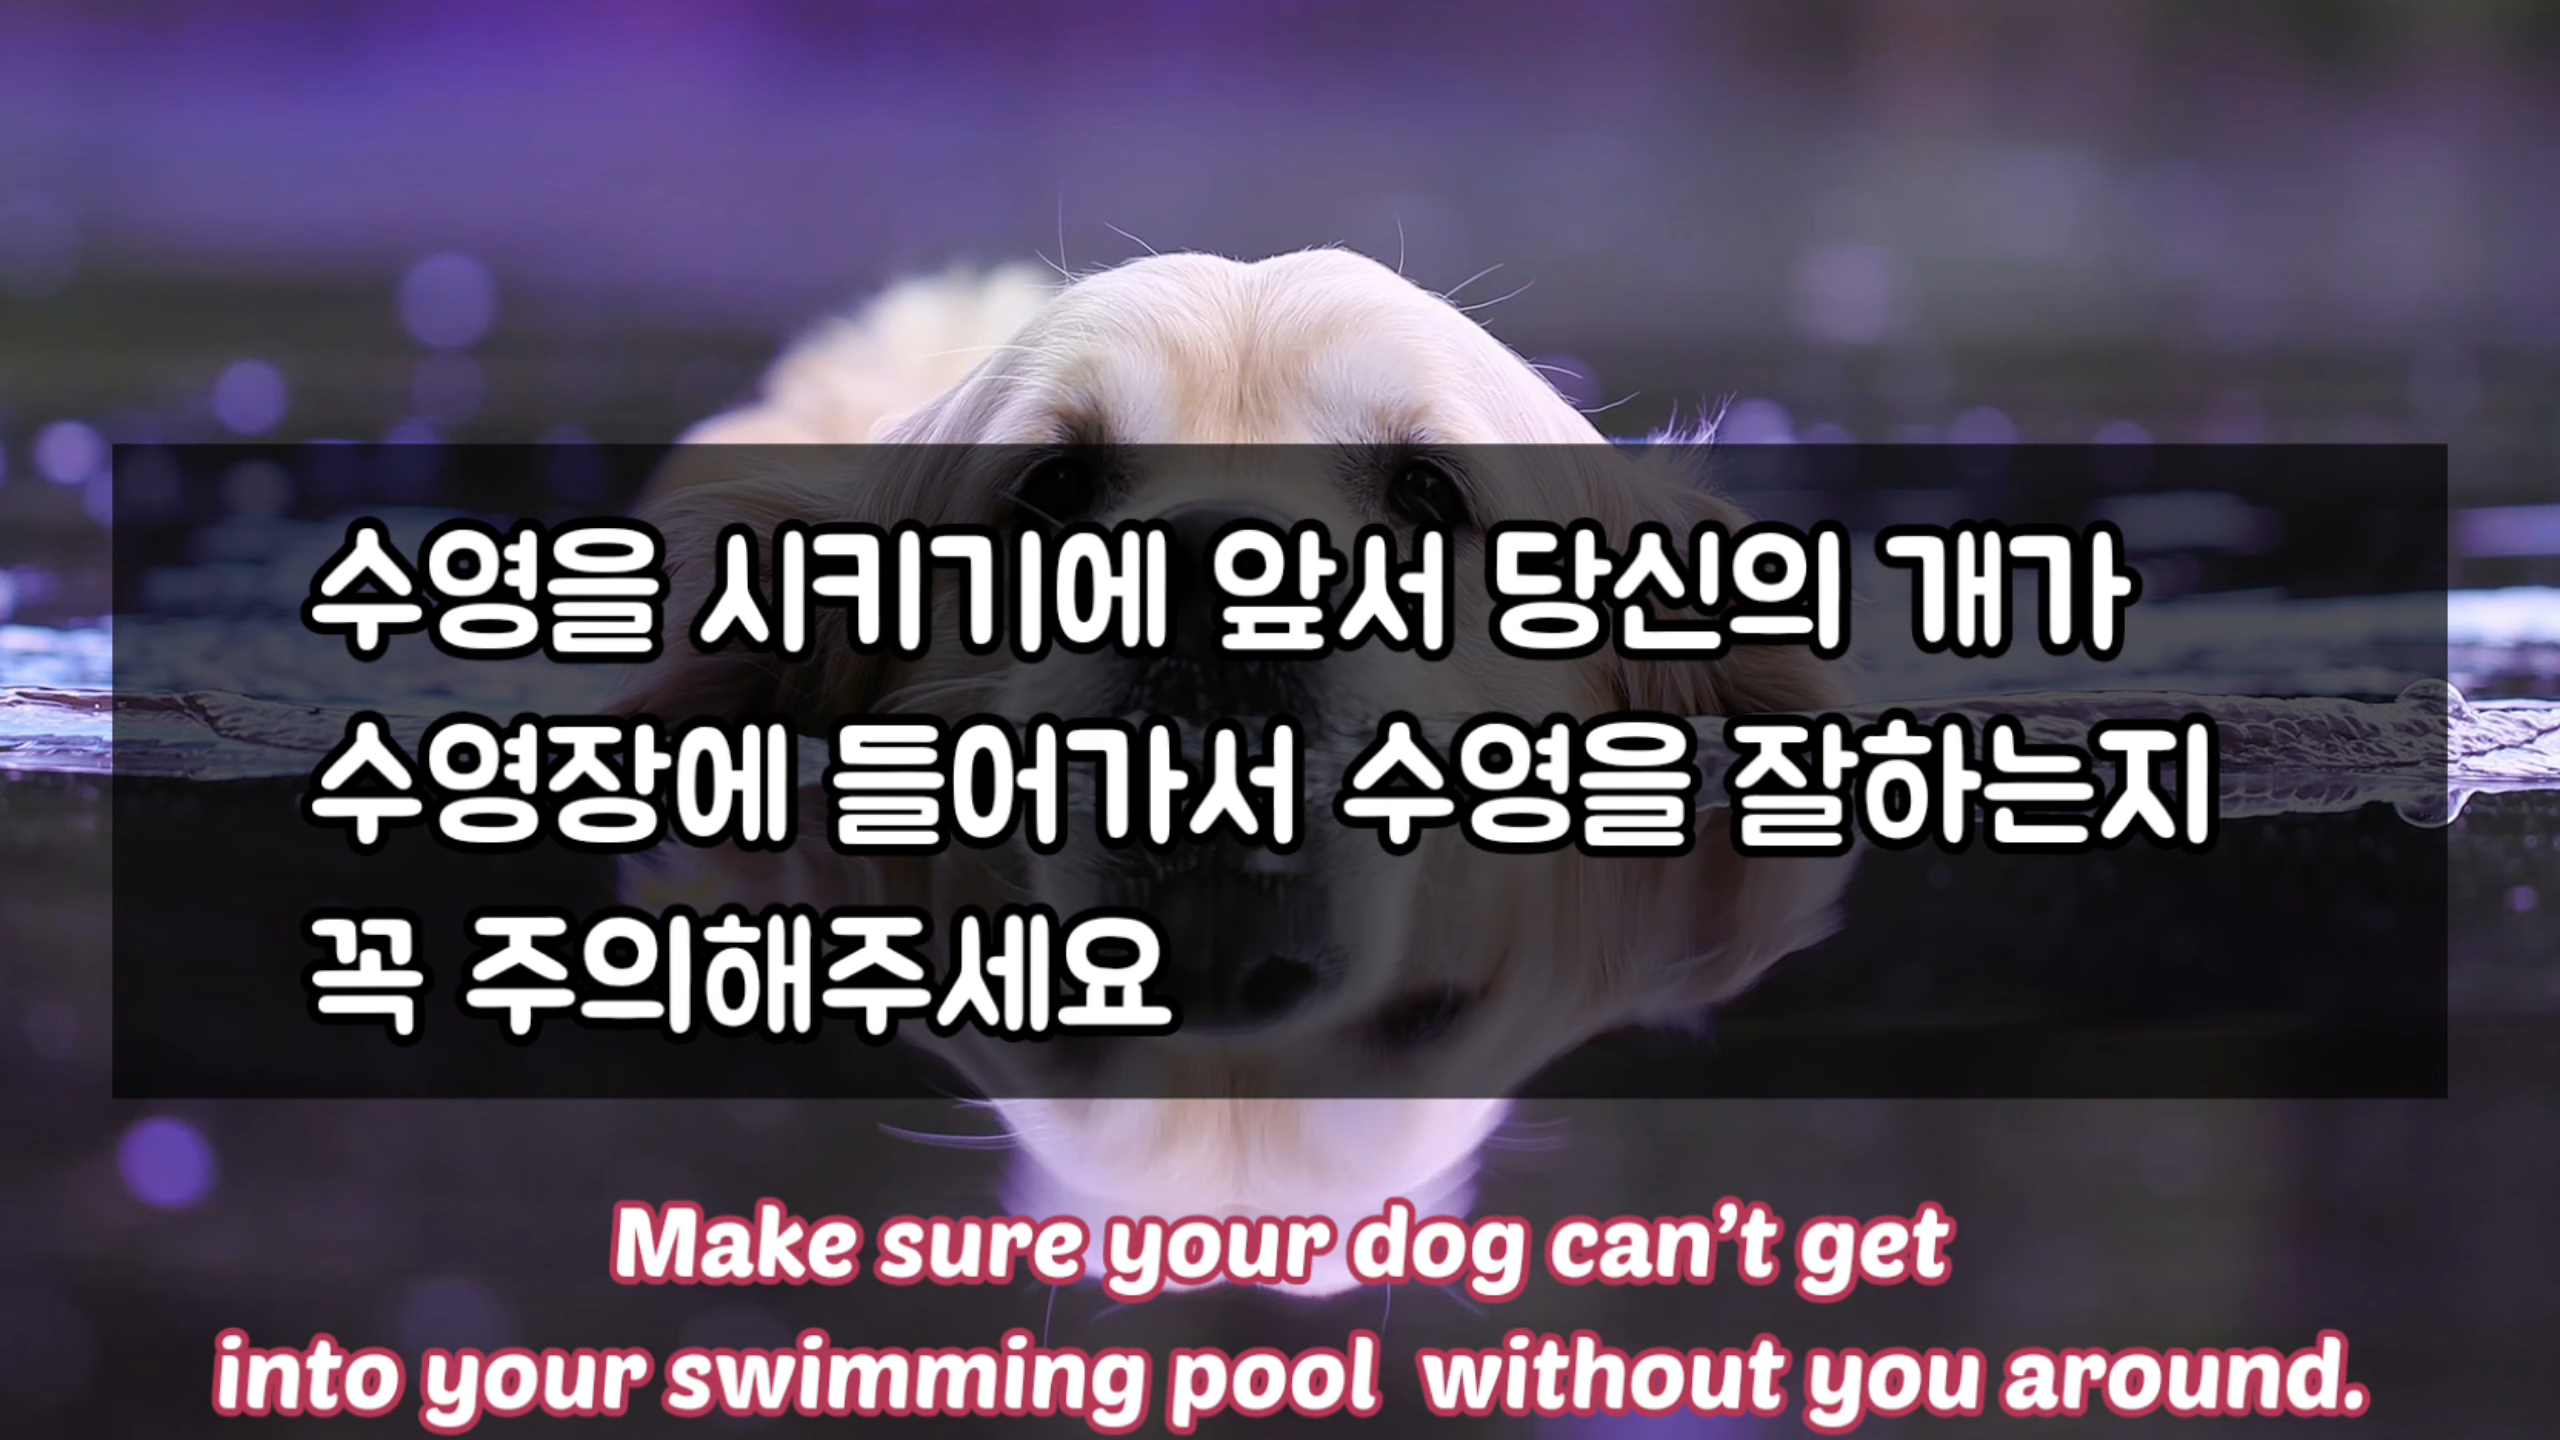 수영을 시키기에 앞서 당신의 개가
수영장에 들어가서 수영을 잘하는지
꼭 주의해주세요
Make sure your dog can’t get
into your swimming pool without you around.